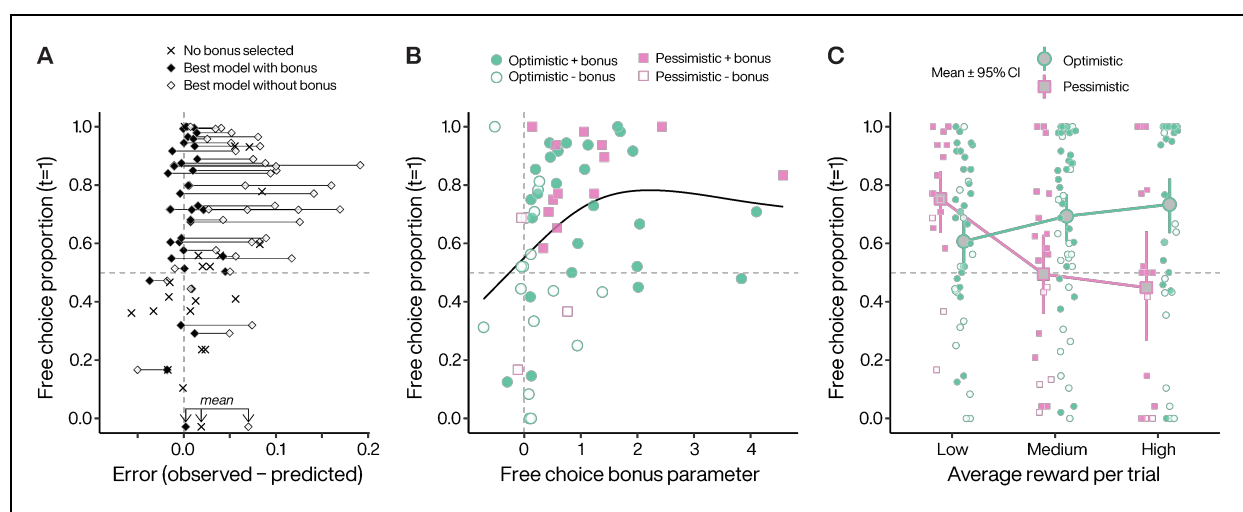 A
No bonus selected
Best model with bonus
Best model without bonus
Free choice proportion (t=1)
1.0
0.8
0.6
0.4
0.2
0.0
mean
0.0
0.1
0.2
Error (observed – predicted)
B
Optimistic + bonus
Optimistic - bonus
Pessimistic + bonus
Pessimistic - bonus
Free choice proportion (t=1)
1.0
0.8
0.6
0.4
0.2
0.0
0
1
2
3
4
Free choice bonus parameter
C
Mean ± 95% CI
Optimistic
Pessimistic
Free choice proportion (t=1)
1.0
0.8
0.6
0.4
0.2
0.0
Low
Medium
High
Average reward per trial